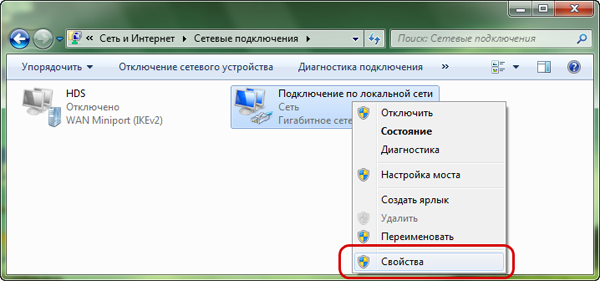 « Сеть и Интернет ▸ Сетевые подключения ▸
Поиск: Сетевые подключения
Упорядочить
Отключение сетевого устройства
Диагностика подключения
»
HDS
Отключено
WAN Miniport (IKEv2)
Подключение по локальной сети
Сеть
Гигабитное сете
Отключить
Состояние
Диагностика
Настройка моста
Создать ярлык
Удалить
Переименовать
Свойства